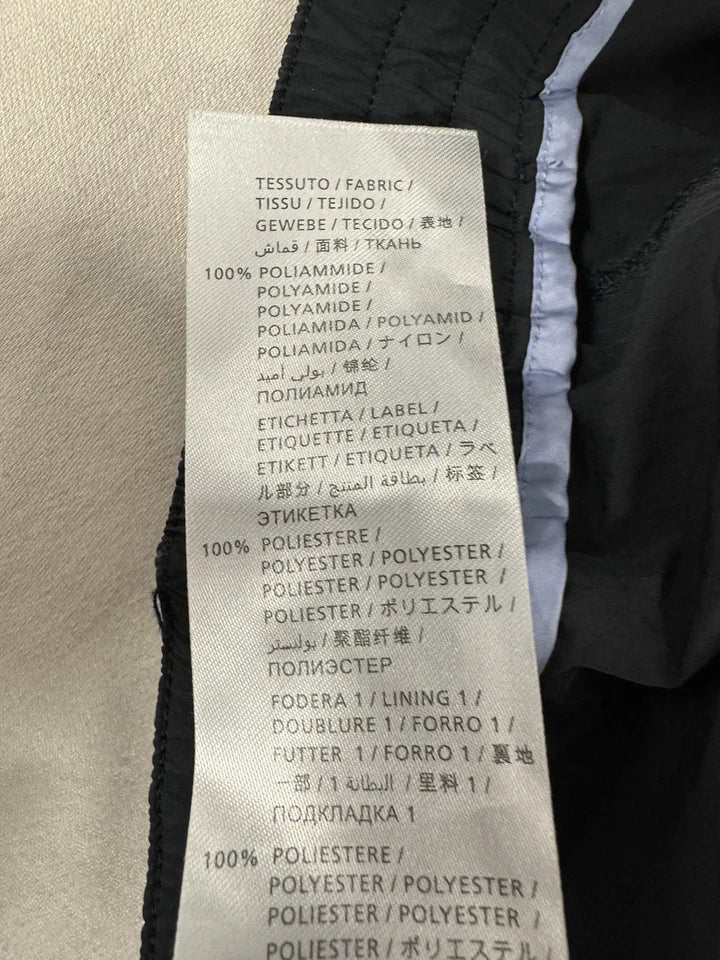 TESSUTO / FABRIC /
TISSU / TEJIDO /
GEWEBE / TECIDO / 表地 /
قماش / 面料 / ТКАНЬ
100% POLIAMMIDE /
POLYAMIDE /
POLYAMIDE /
POLIAMIDA / POLYAMID /
POLIAMIDA / ナイロン /
بولي أميد / 锦纶 /
ПОЛИАМИД
ETICHETTA / LABEL /
ETIQUETTE / ETIQUETA /
ETIKETT / ETIQUETA / ラベ
ル部分 / بطاقة المنتج / 标签 /
ЭТИКЕТКА
100% POLIESTERE /
POLYESTER / POLYESTER /
POLIESTER / POLYESTER /
POLIESTER / ポリエステル /
بوليستر / 聚酯纤维 /
ПОЛИЭСТЕР
FODERA 1 / LINING 1 /
DOUBLURE 1 / FORRO 1 /
FUTTER 1 / FORRO 1 / 裏地
一部 / البطانة 1 / 里料 1 /
ПОДКЛАДКА 1
100% POLIESTERE /
POLYESTER / POLYESTER /
POLIESTER / POLYESTER /
POLIESTER / ポリエステル /